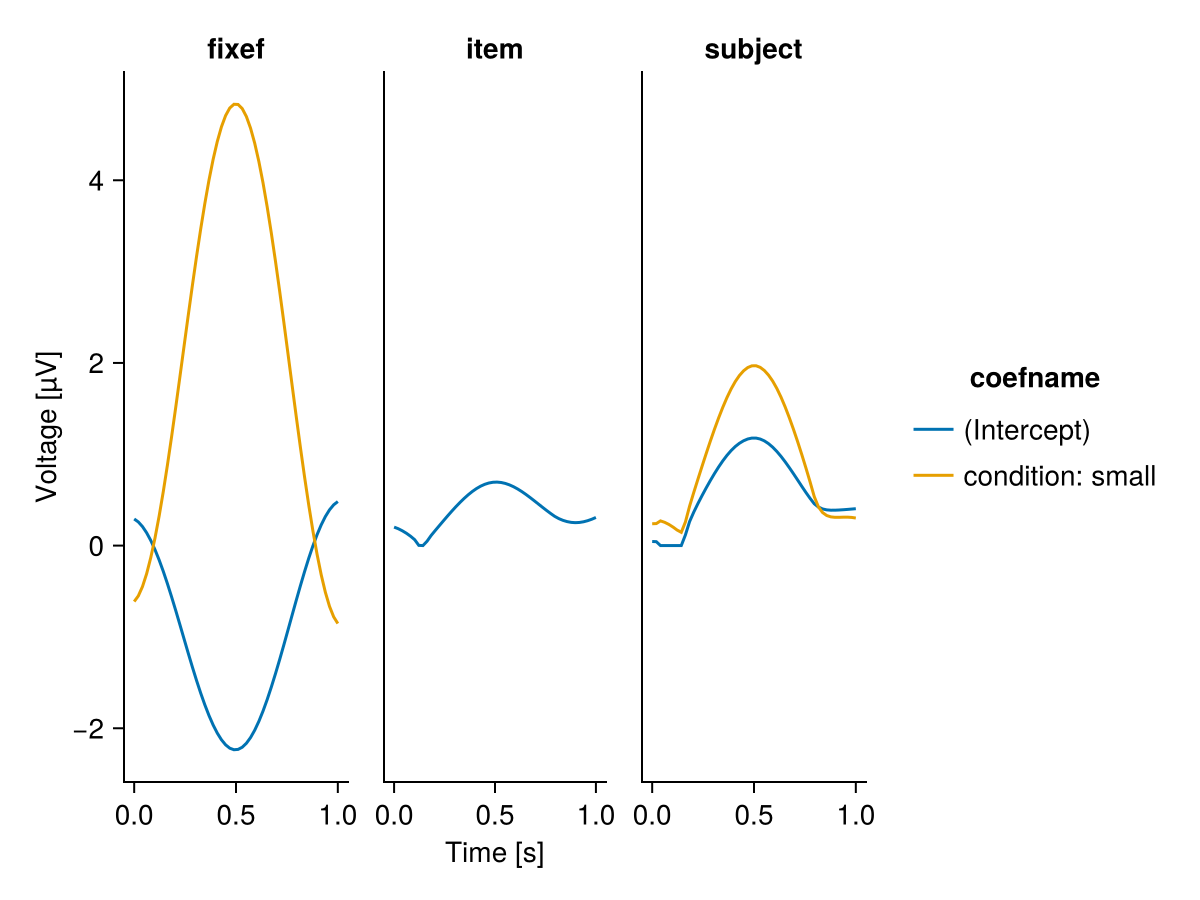 fixef item subject
4
2
0
−2
Voltage [µV]
0.0 0.5 1.0 0.0 0.5 1.0 0.0 0.5 1.0
Time [s]
coefname
(Intercept)
condition: small